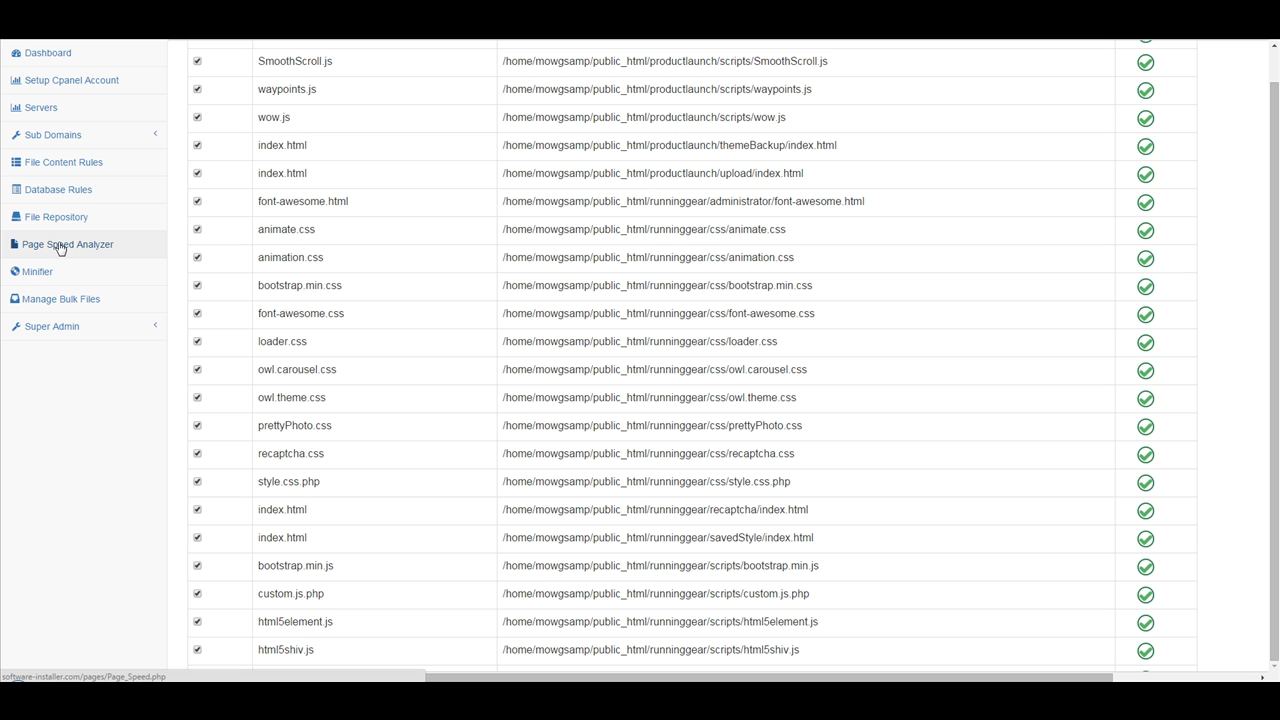 Dashboard
Setup Cpanel Account
Servers
Sub Domains
File Content Rules
Database Rules
File Repository
Page Speed Analyzer
Minifier
Manage Bulk Files
Super Admin
SmoothScroll.js /home/mowgsamp/public_html/productlaunch/scripts/SmoothScroll.js
waypoints.js /home/mowgsamp/public_html/productlaunch/scripts/waypoints.js
wow.js /home/mowgsamp/public_html/productlaunch/scripts/wow.js
index.html /home/mowgsamp/public_html/productlaunch/themeBackup/index.html
index.html /home/mowgsamp/public_html/productlaunch/upload/index.html
font-awesome.html /home/mowgsamp/public_html/runninggear/administrator/font-awesome.html
animate.css /home/mowgsamp/public_html/runninggear/css/animate.css
animation.css /home/mowgsamp/public_html/runninggear/css/animation.css
bootstrap.min.css /home/mowgsamp/public_html/runninggear/css/bootstrap.min.css
font-awesome.css /home/mowgsamp/public_html/runninggear/css/font-awesome.css
loader.css /home/mowgsamp/public_html/runninggear/css/loader.css
owl.carousel.css /home/mowgsamp/public_html/runninggear/css/owl.carousel.css
owl.theme.css /home/mowgsamp/public_html/runninggear/css/owl.theme.css
prettyPhoto.css /home/mowgsamp/public_html/runninggear/css/prettyPhoto.css
recaptcha.css /home/mowgsamp/public_html/runninggear/css/recaptcha.css
style.css.php /home/mowgsamp/public_html/runninggear/css/style.css.php
index.html /home/mowgsamp/public_html/runninggear/recaptcha/index.html
index.html /home/mowgsamp/public_html/runninggear/savedStyle/index.html
bootstrap.min.js /home/mowgsamp/public_html/runninggear/scripts/bootstrap.min.js
custom.js.php /home/mowgsamp/public_html/runninggear/scripts/custom.js.php
html5element.js /home/mowgsamp/public_html/runninggear/scripts/html5element.js
html5shiv.js /home/mowgsamp/public_html/runninggear/scripts/html5shiv.js
software-installer.com/pages/Page_Speed.php